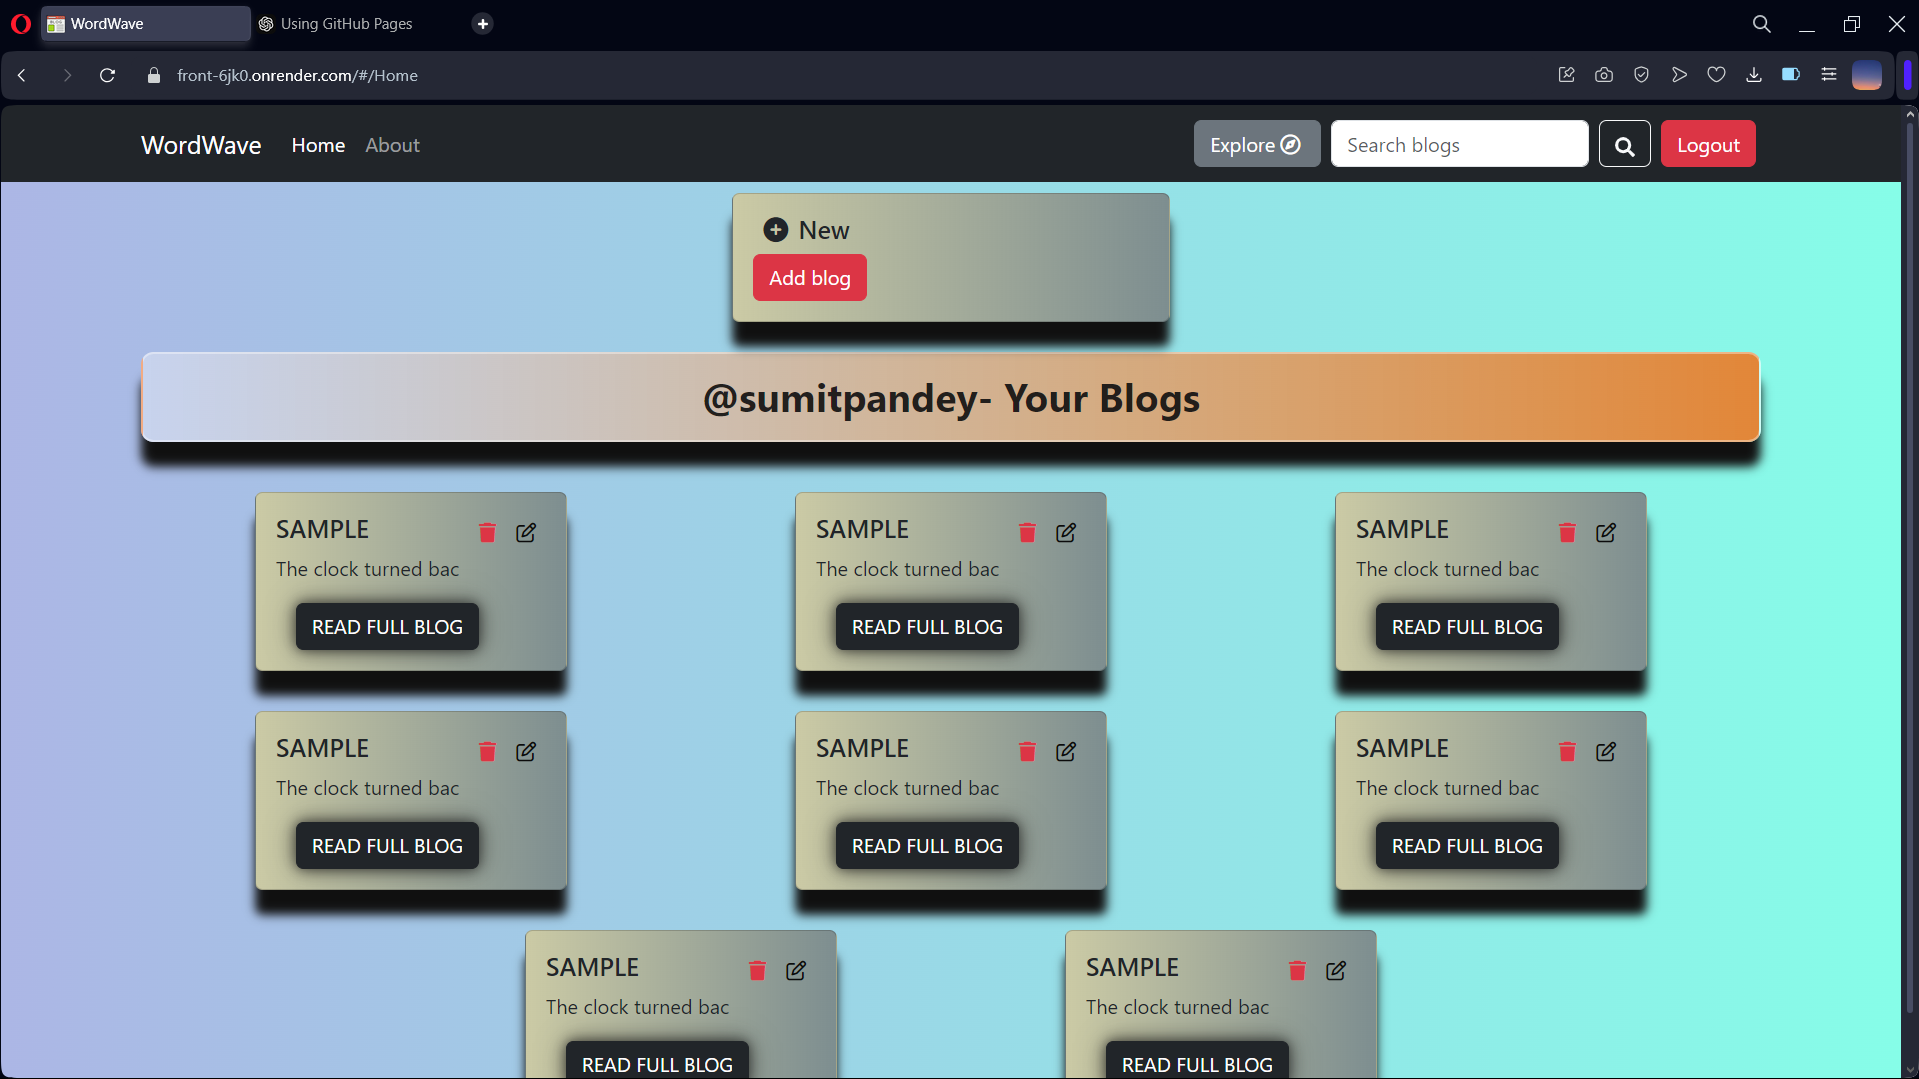 WordWave
Using GitHub Pages
front-6jk0.onrender.com/#/Home
WordWave Home About Explore Search blogs Logout
New
Add blog
@sumitpandey- Your Blogs
SAMPLE SAMPLE SAMPLE
The clock turned bac The clock turned bac The clock turned bac
READ FULL BLOG READ FULL BLOG READ FULL BLOG
SAMPLE SAMPLE SAMPLE
The clock turned bac The clock turned bac The clock turned bac
READ FULL BLOG READ FULL BLOG READ FULL BLOG
SAMPLE SAMPLE
The clock turned bac The clock turned bac
READ FULL BLOG READ FULL BLOG